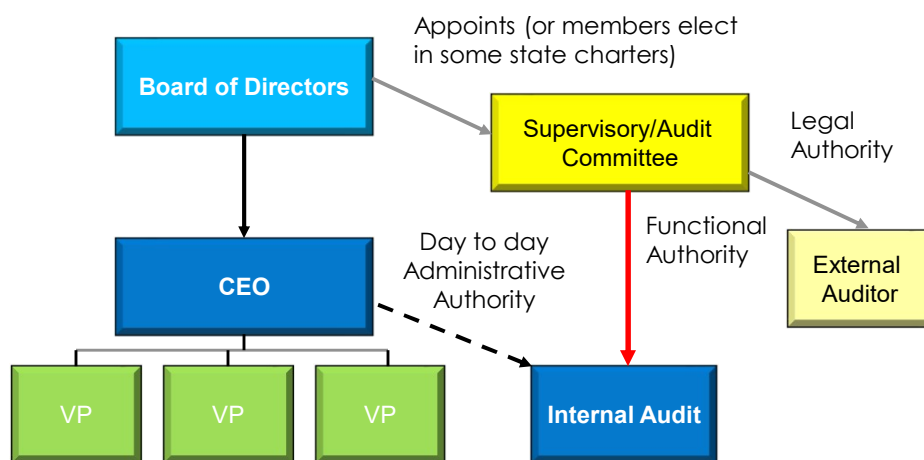 Appoints (or members elect
in some state charters)
Board of Directors
Supervisory/Audit
Committee
Legal
Authority
Day to day
Administrative
Authority
Functional
Authority
CEO
External
Auditor
VP
VP
VP
Internal Audit